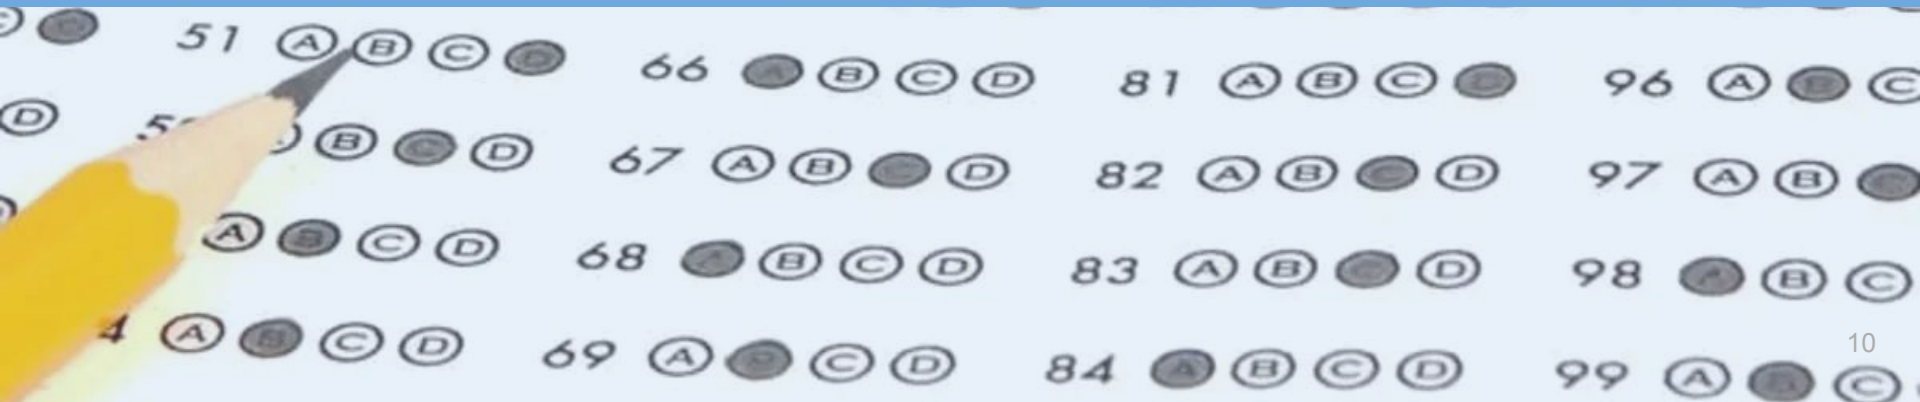 C
51 A B C D 66 A B C D 81 A B C D 96 A B C
D B C D 67 A B C D 82 A B C D 97 A B C
A B C D 68 A B C D 83 A B C D 98 A B C
4 A B C D 69 A B C D 84 A B C D 99 A B C
10